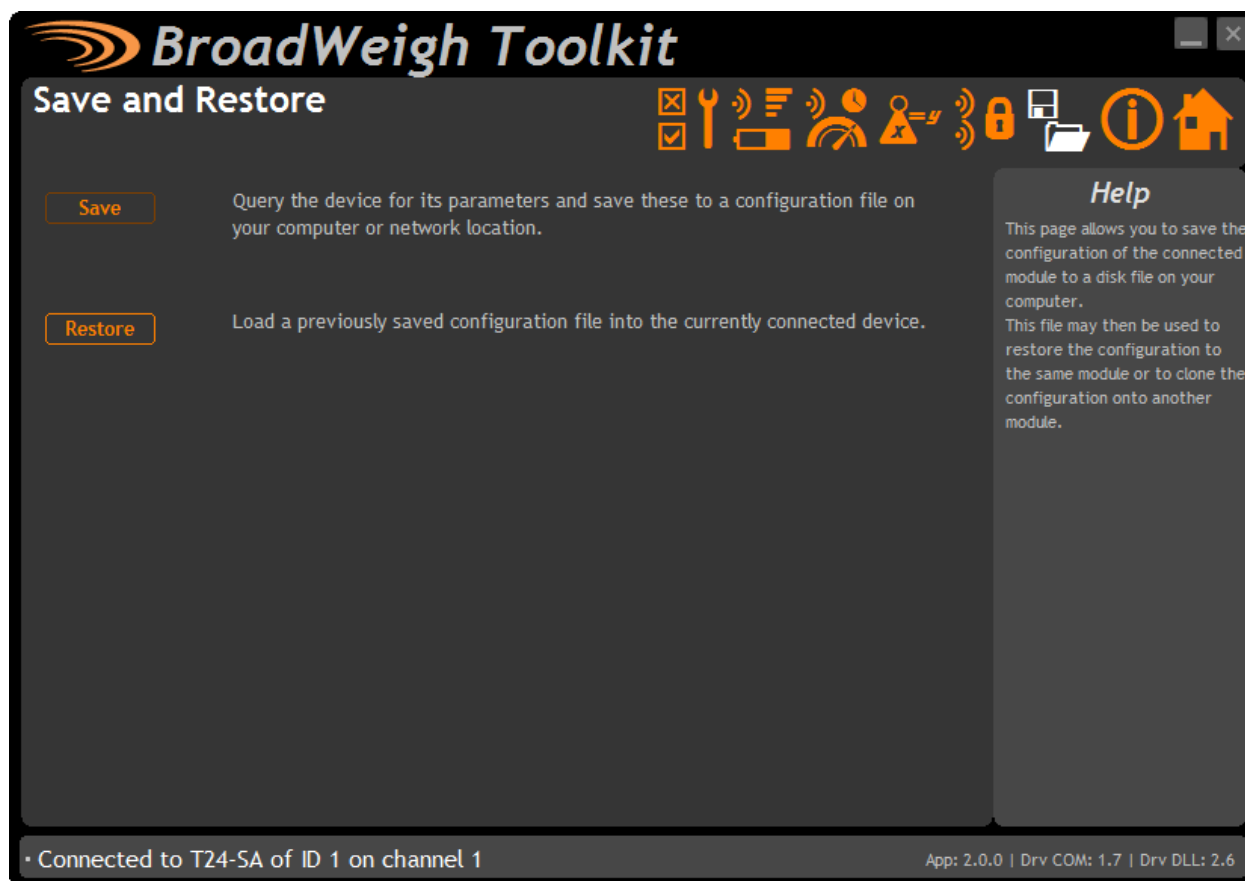 BroadWeigh Toolkit
Save and Restore
x
=y
i
Save
Query the device for its parameters and save these to a configuration file on
your computer or network location.
Restore
Load a previously saved configuration file into the currently connected device.
Help
This page allows you to save the
configuration of the connected
module to a disk file on your
computer.
This file may then be used to
restore the configuration to
the same module or to clone the
configuration onto another
module.
Connected to T24-SA of ID 1 on channel 1
App: 2.0.0 | Drv COM: 1.7 | Drv DLL: 2.6